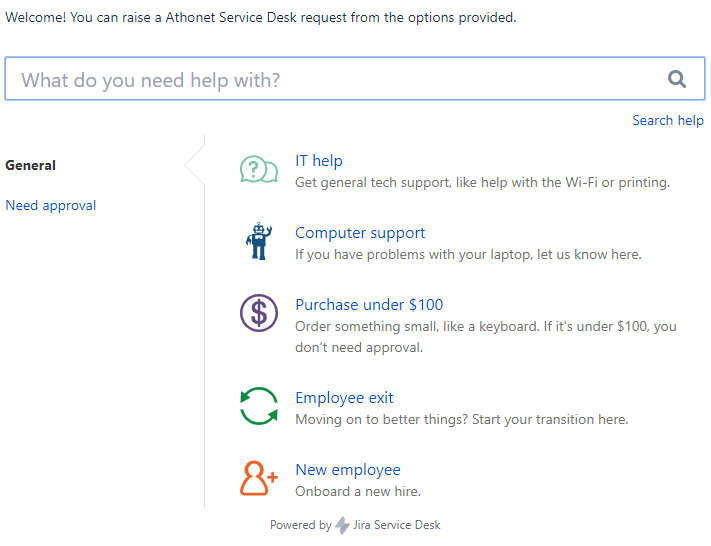 Welcome! You can raise a Athonet Service Desk request from the options provided.
What do you need help with?
Search help
General
Need approval
IT help
Get general tech support, like help with the Wi-Fi or printing.
Computer support
If you have problems with your laptop, let us know here.
Purchase under $100
Order something small, like a keyboard. If it's under $100, you
don't need approval.
Employee exit
Moving on to better things? Start your transition here.
New employee
Onboard a new hire.
Powered by Jira Service Desk